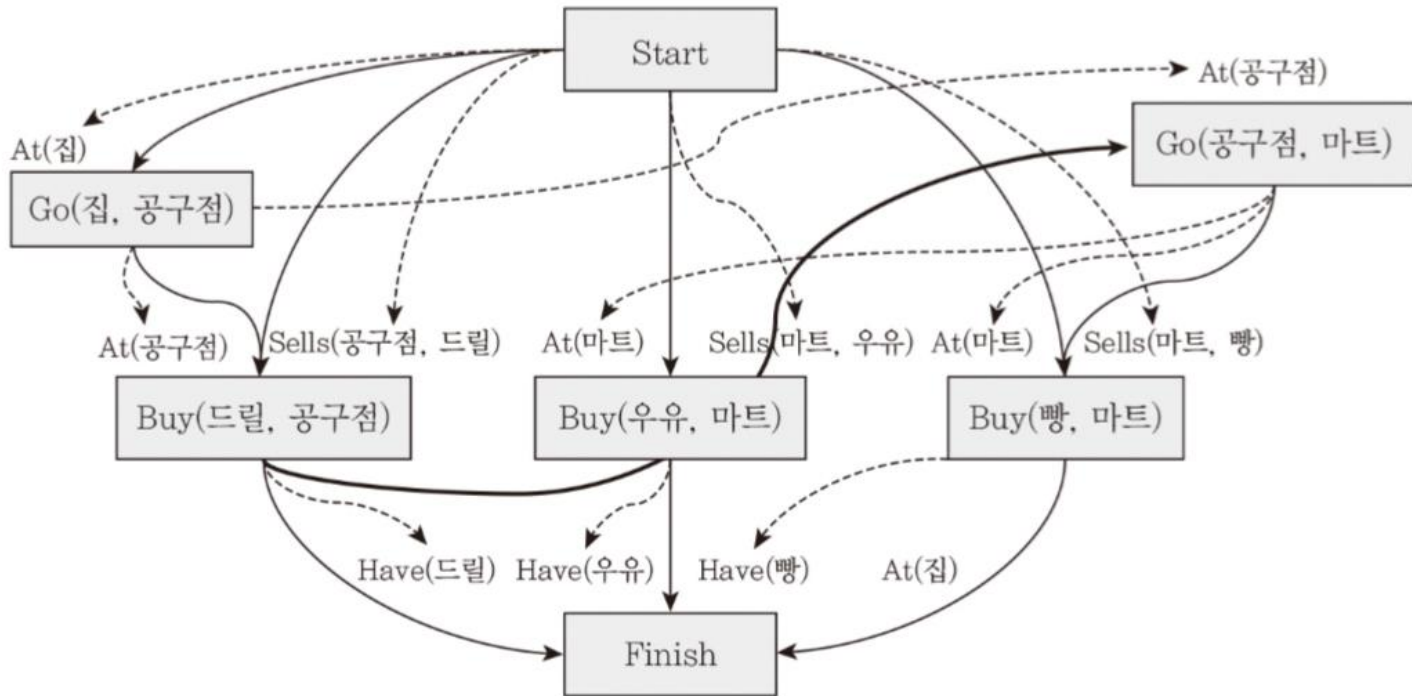 Start
At(공구점)
At(집)
Go(공구점, 마트)
Go(집, 공구점)
At(공구점)
Sells(공구점, 드릴)
At(마트)
Sells(마트, 우유)
At(마트)
Sells(마트, 빵)
Buy(드릴, 공구점)
Buy(우유, 마트)
Buy(빵, 마트)
Have(드릴)
Have(우유)
Have(빵)
At(집)
Finish